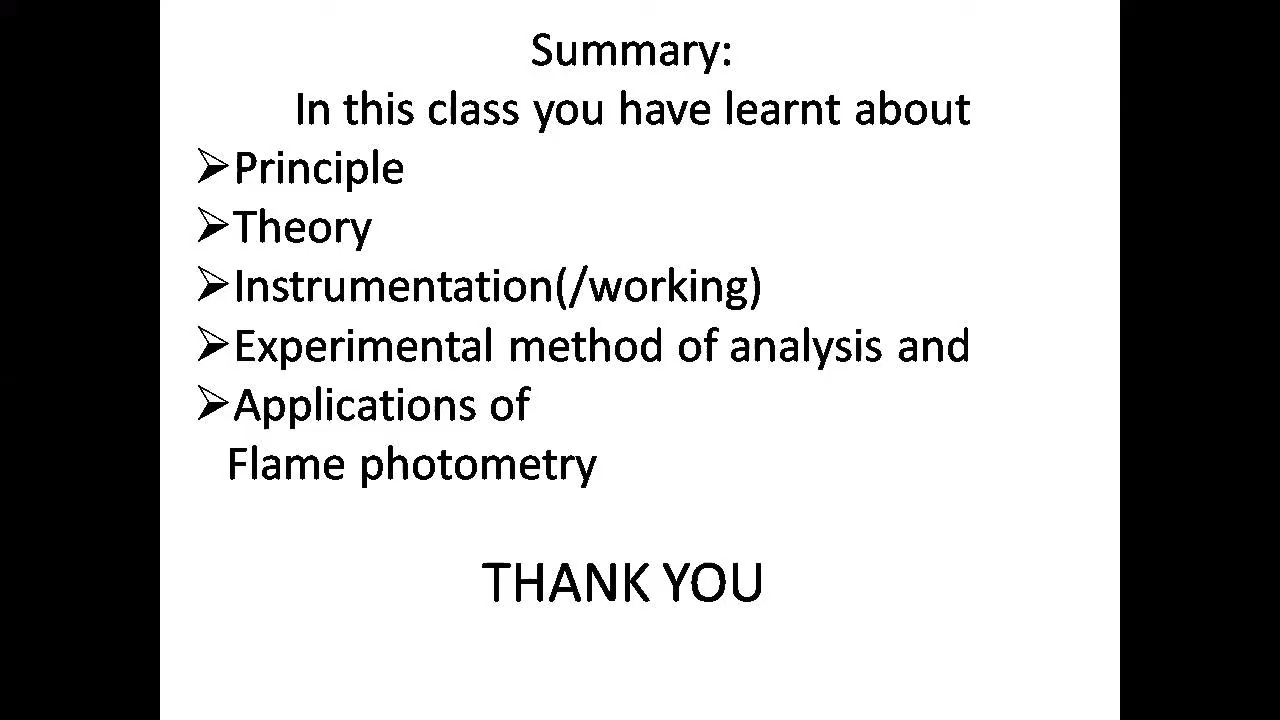 Summary:
In this class you have learnt about
➢Principle
➢Theory
➢Instrumentation(/working)
➢Experimental method of analysis and
➢Applications of
Flame photometry
THANK YOU